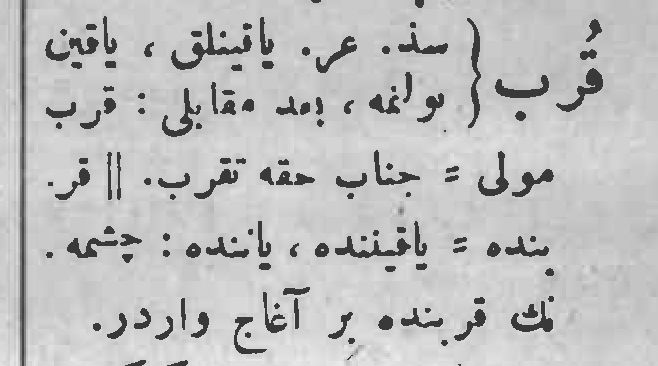 قُرب } سذ. عر. یاقینلق ، یاقین
بولنمه ، بعد مقابلی : قرب
مولی = جناب حقه تقرب. || قر.
بنده = یاقیننده ، یاننده : چشمه.
نك قربنده بر آغاج واردر.